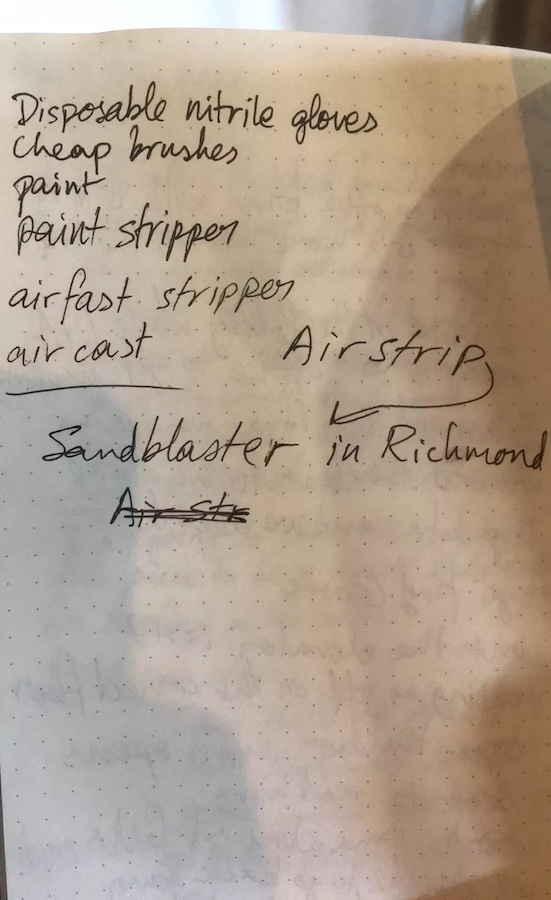 Disposable nitrile gloves
cheap brushes
paint
paint stripper
airfast stripper
air cast
Airstrip
Sandblaster in Richmond
Air Str